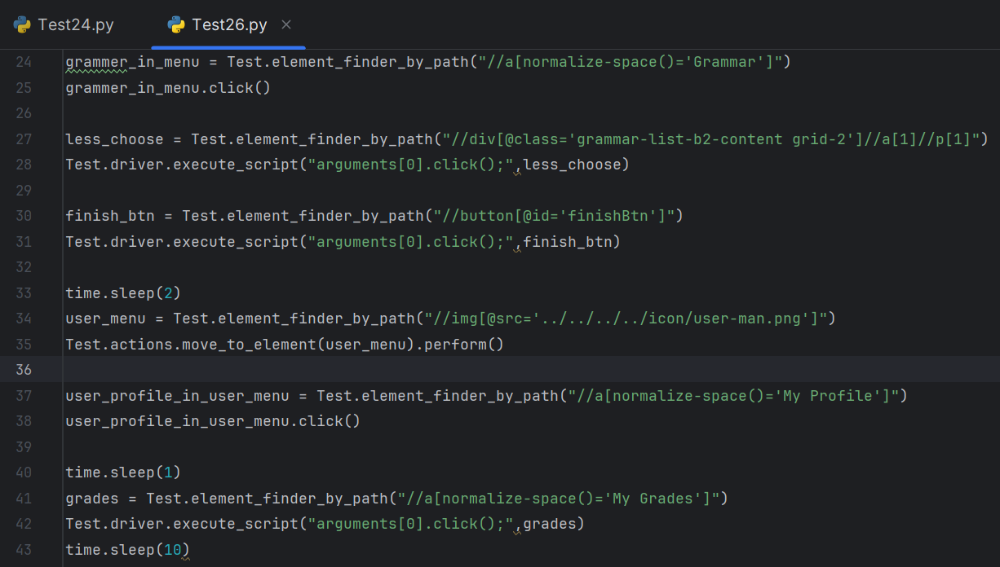 Test24.py Test26.py
24 grammer_in_menu = Test.element_finder_by_path("//a[normalize-space()='Grammar']")
25 grammer_in_menu.click()
26
27 less_choose = Test.element_finder_by_path("//div[@class='grammar-list-b2-content grid-2']//a[1]//p[1]")
28 Test.driver.execute_script("arguments[0].click();",less_choose)
29
30 finish_btn = Test.element_finder_by_path("//button[@id='finishBtn']")
31 Test.driver.execute_script("arguments[0].click();",finish_btn)
32
33 time.sleep(2)
34 user_menu = Test.element_finder_by_path("//img[@src='../../../../icon/user-man.png']")
35 Test.actions.move_to_element(user_menu).perform()
36
37 user_profile_in_user_menu = Test.element_finder_by_path("//a[normalize-space()='My Profile']")
38 user_profile_in_user_menu.click()
39
40 time.sleep(1)
41 grades = Test.element_finder_by_path("//a[normalize-space()='My Grades']")
42 Test.driver.execute_script("arguments[0].click();",grades)
43 time.sleep(10)